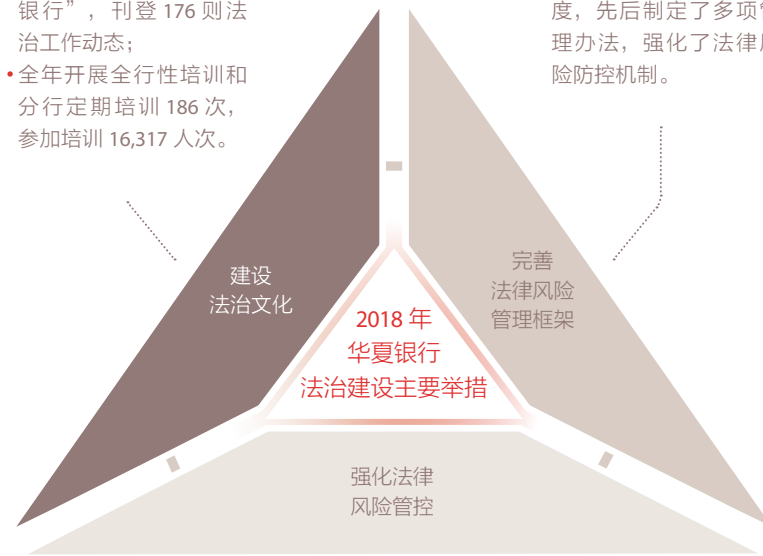 银行”，刊登 176 则法
治工作动态；
•全年开展全行性培训和
分行定期培训 186 次，
参加培训 16,317 人次。
度，先后制定了多项
理办法，强化了法律
险防控机制。
建设
法治文化
完善
法律风险
管理框架
2018 年
华夏银行
法治建设主要举措
强化法律
风险管控